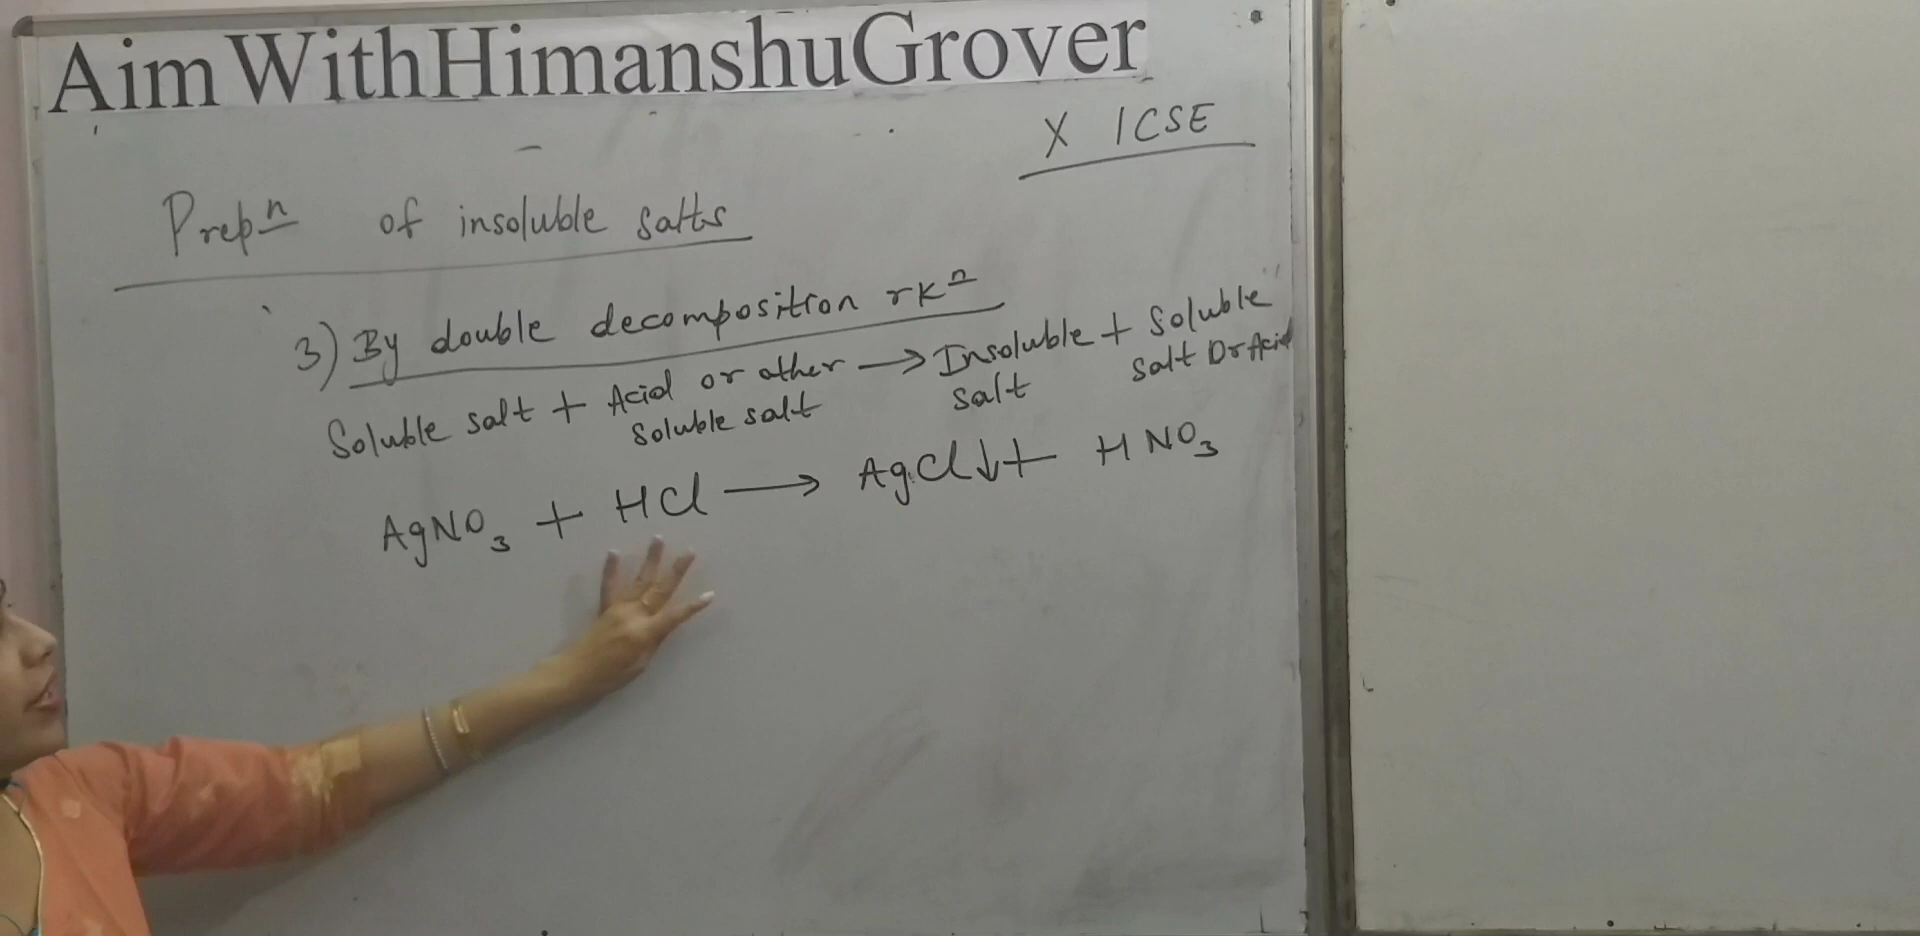 Aim With Himanshu Grover
X ICSE
Prepⁿ of insoluble salts
3) By double decomposition rxⁿ
Soluble salt + Acid or other → Insoluble + Soluble
Soluble salt Salt Salt Or Acid
AgNO₃ + HCl → AgCl↓ + HNO₃